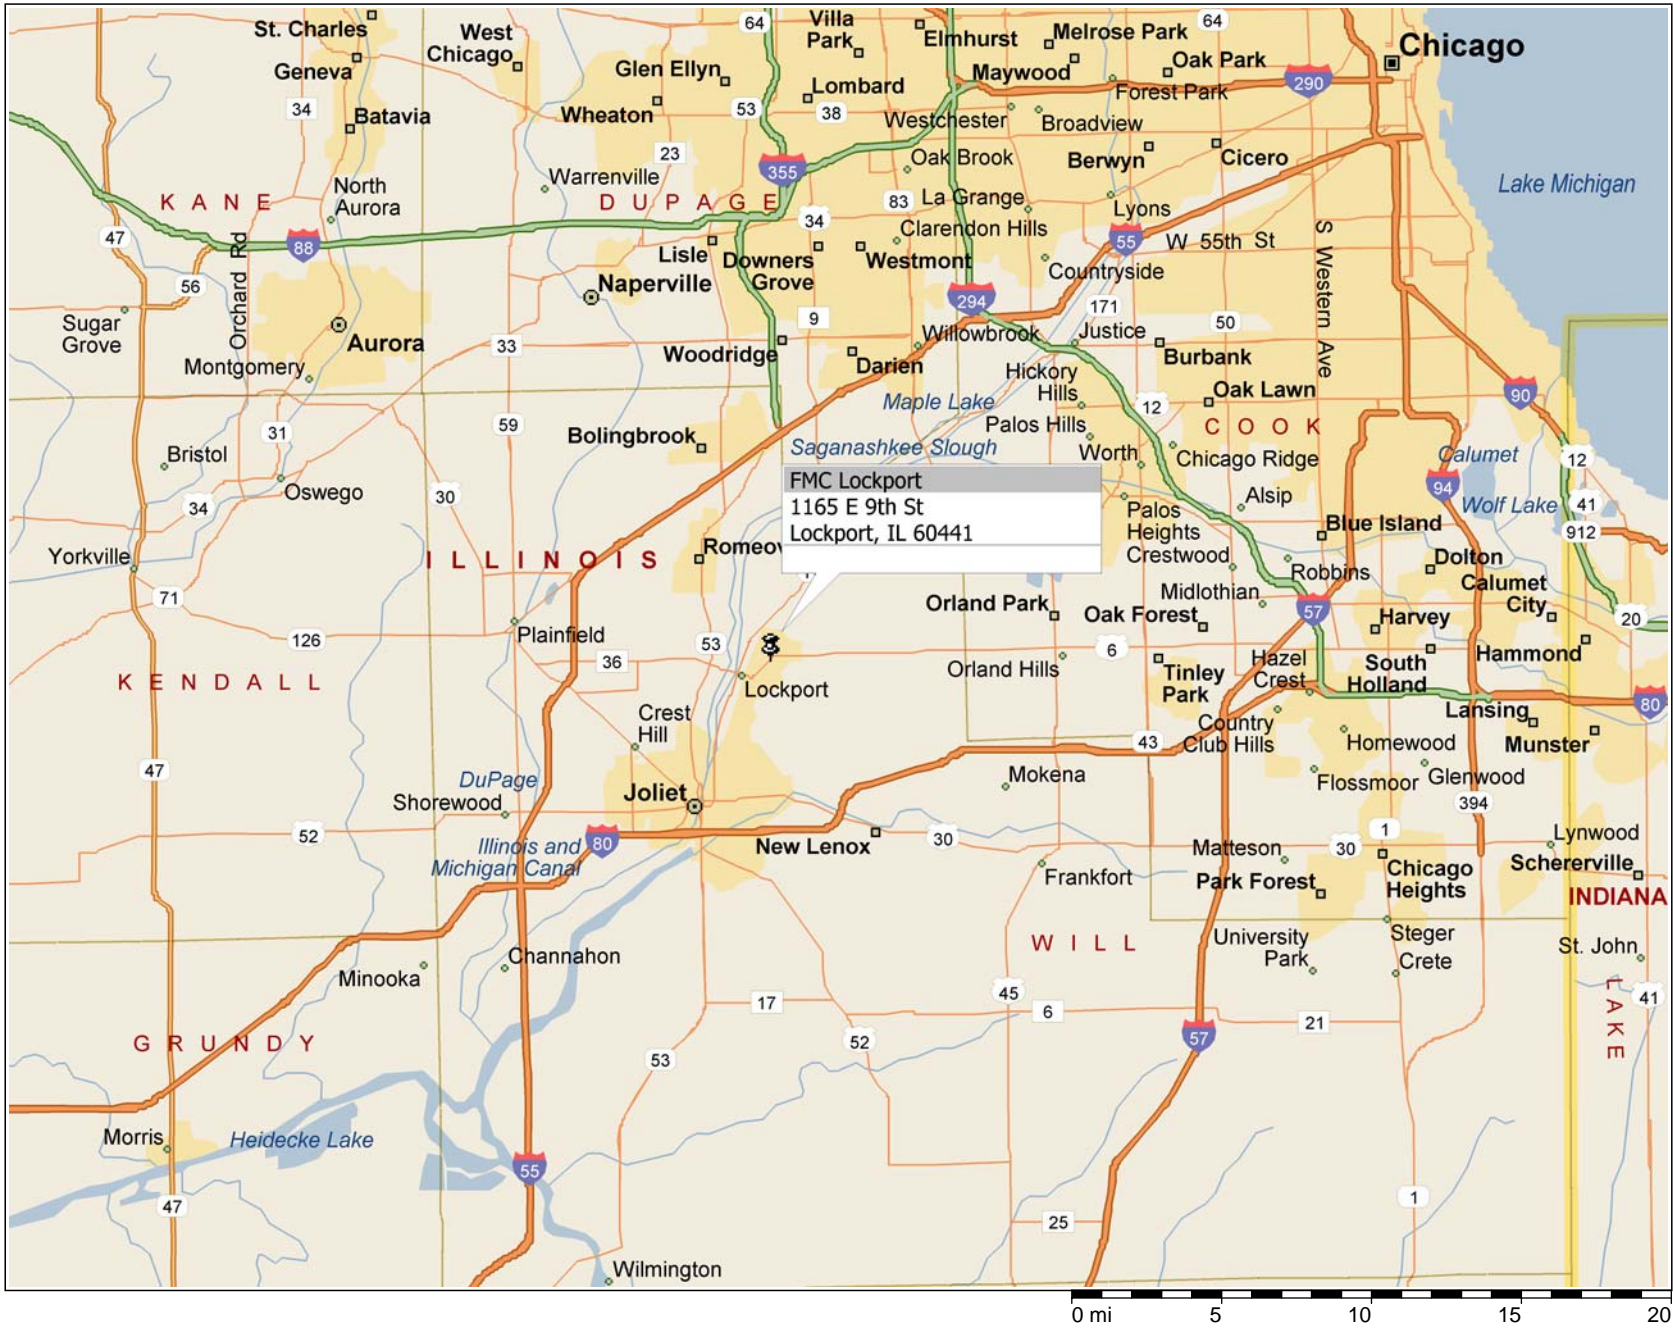 St. Charles
West
Chicago
64
Villa
Park
Elmhurst
Melrose Park
64
Chicago
Geneva
Glen Ellyn
Lombard
Maywood
Oak Park
290
34
Batavia
Wheaton
53
38
Forest Park
Westchester
Broadview
23
355
Oak Brook
Berwyn
Cicero
Lake Michigan
KANE
North
Aurora
Warrenville
DUPAGE
83
La Grange
Lyons
47
88
34
Clarendon Hills
55
W 55th St
S Western Ave
Orchard Rd
Lisle
Downers
Grove
Westmont
Countryside
56
Naperville
294
171
Sugar
Grove
Aurora
33
9
Willowbrook
Justice
50
Woodridge
Darien
Burbank
Montgomery
Hickory
Hills
Oak Lawn
90
Maple Lake
12
31
59
Bolingbrook
Palos Hills
COOK
Bristol
Saganashkee Slough
Worth
Chicago Ridge
Calumet
12
Oswego
30
FMC Lockport
1165 E 9th St
Lockport, IL 60441
94
34
Alsip
Wolf Lake
41
Palos
Heights
Blue Island
912
Yorkville
ILLINOIS
Romeov
Crestwood
Robbins
Dolton
71
Midlothian
Calumet
City
Orland Park
Oak Forest
57
Harvey
20
126
Plainfield
53
6
36
Orland Hills
Hazel
Crest
South
Holland
Hammond
KENDALL
Lockport
Tinley
Park
80
Crest
Hill
Country
Club Hills
Lansing
43
Homewood
Munster
47
DuPage
Mokena
Flossmoor
Glenwood
Shorewood
Joliet
394
52
Illinois and
Michigan Canal
80
New Lenox
30
1
Lynwood
Matteson
30
Schererville
Frankfort
Park Forest
Chicago
Heights
INDIANA
WILL
University
Park
Steger
St. John
Minooka
Channahon
Crete
17
45
6
21
41
LAKE
GRUNDY
52
57
53
Morris
Heidecke Lake
55
47
1
25
Wilmington
0 mi 5 10 15 20